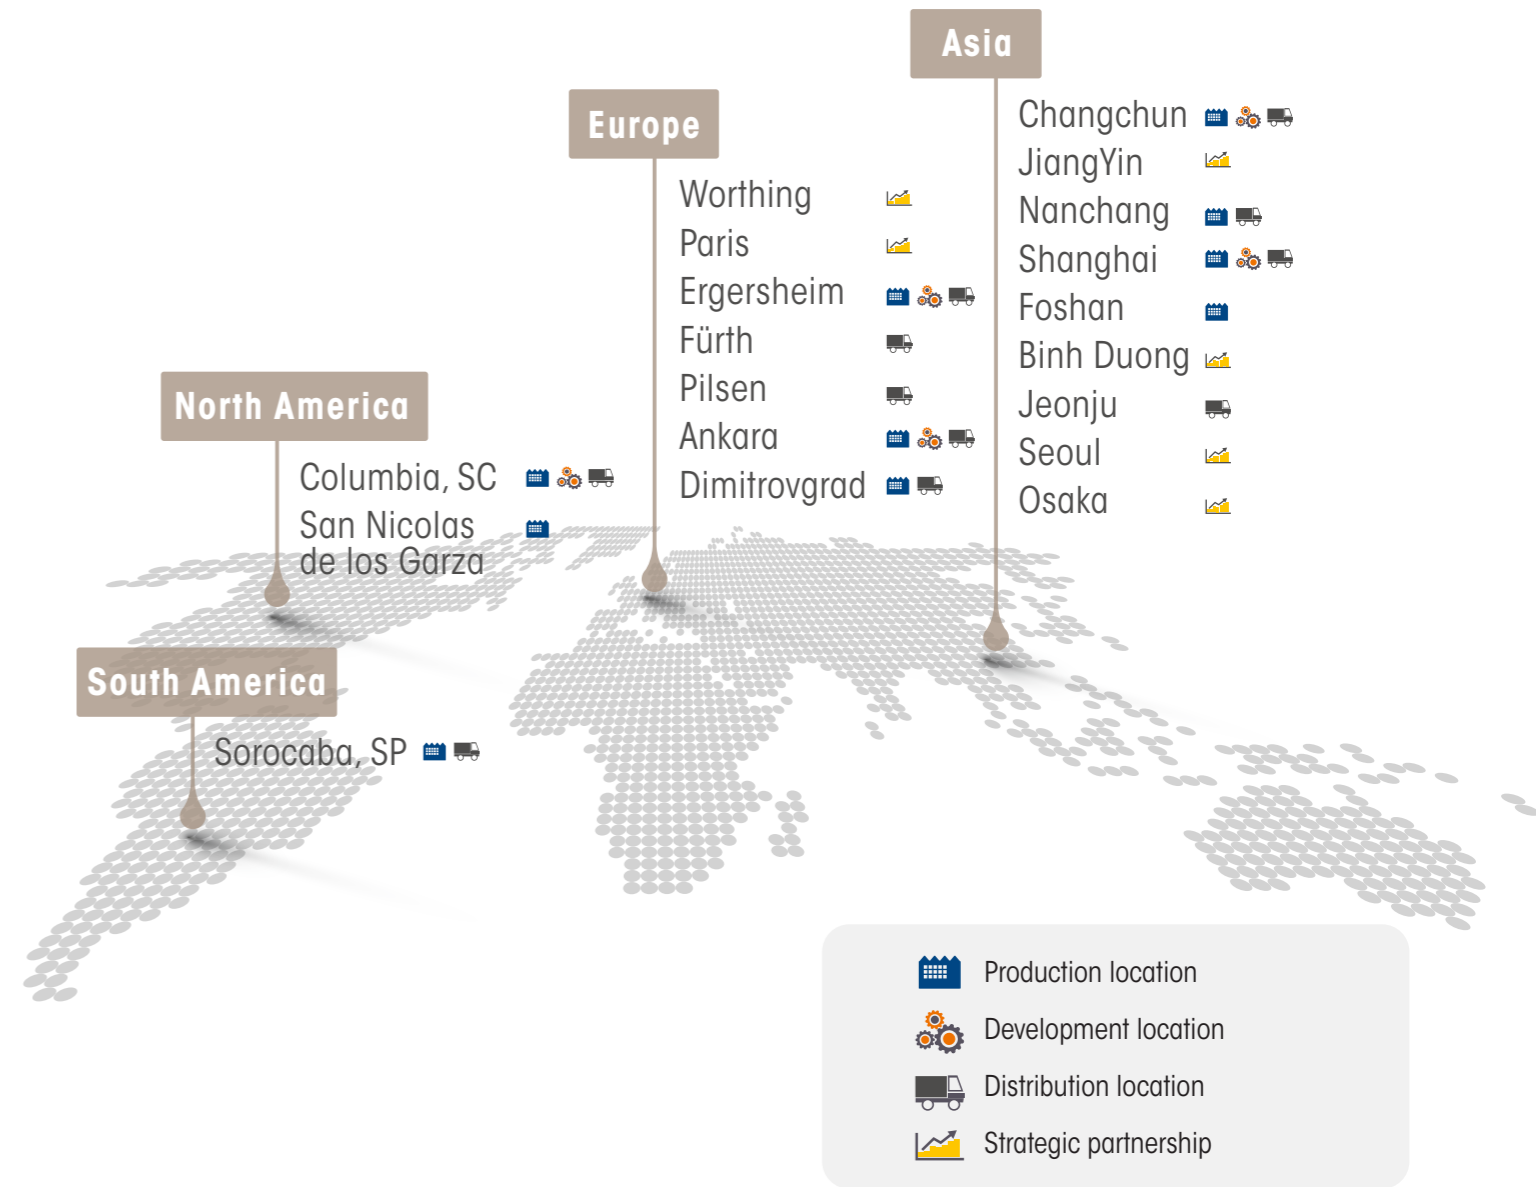 Asia
Changchun
JiangYin
Nanchang
Shanghai
Foshan
Binh Duong
Jeonju
Seoul
Osaka
Europe
Worthing
Paris
Ergersheim
Fürth
Pilsen
Ankara
Dimitrovgrad
North America
Columbia, SC
San Nicolas
de los Garza
South America
Sorocaba, SP
Production location
Development location
Distribution location
Strategic partnership